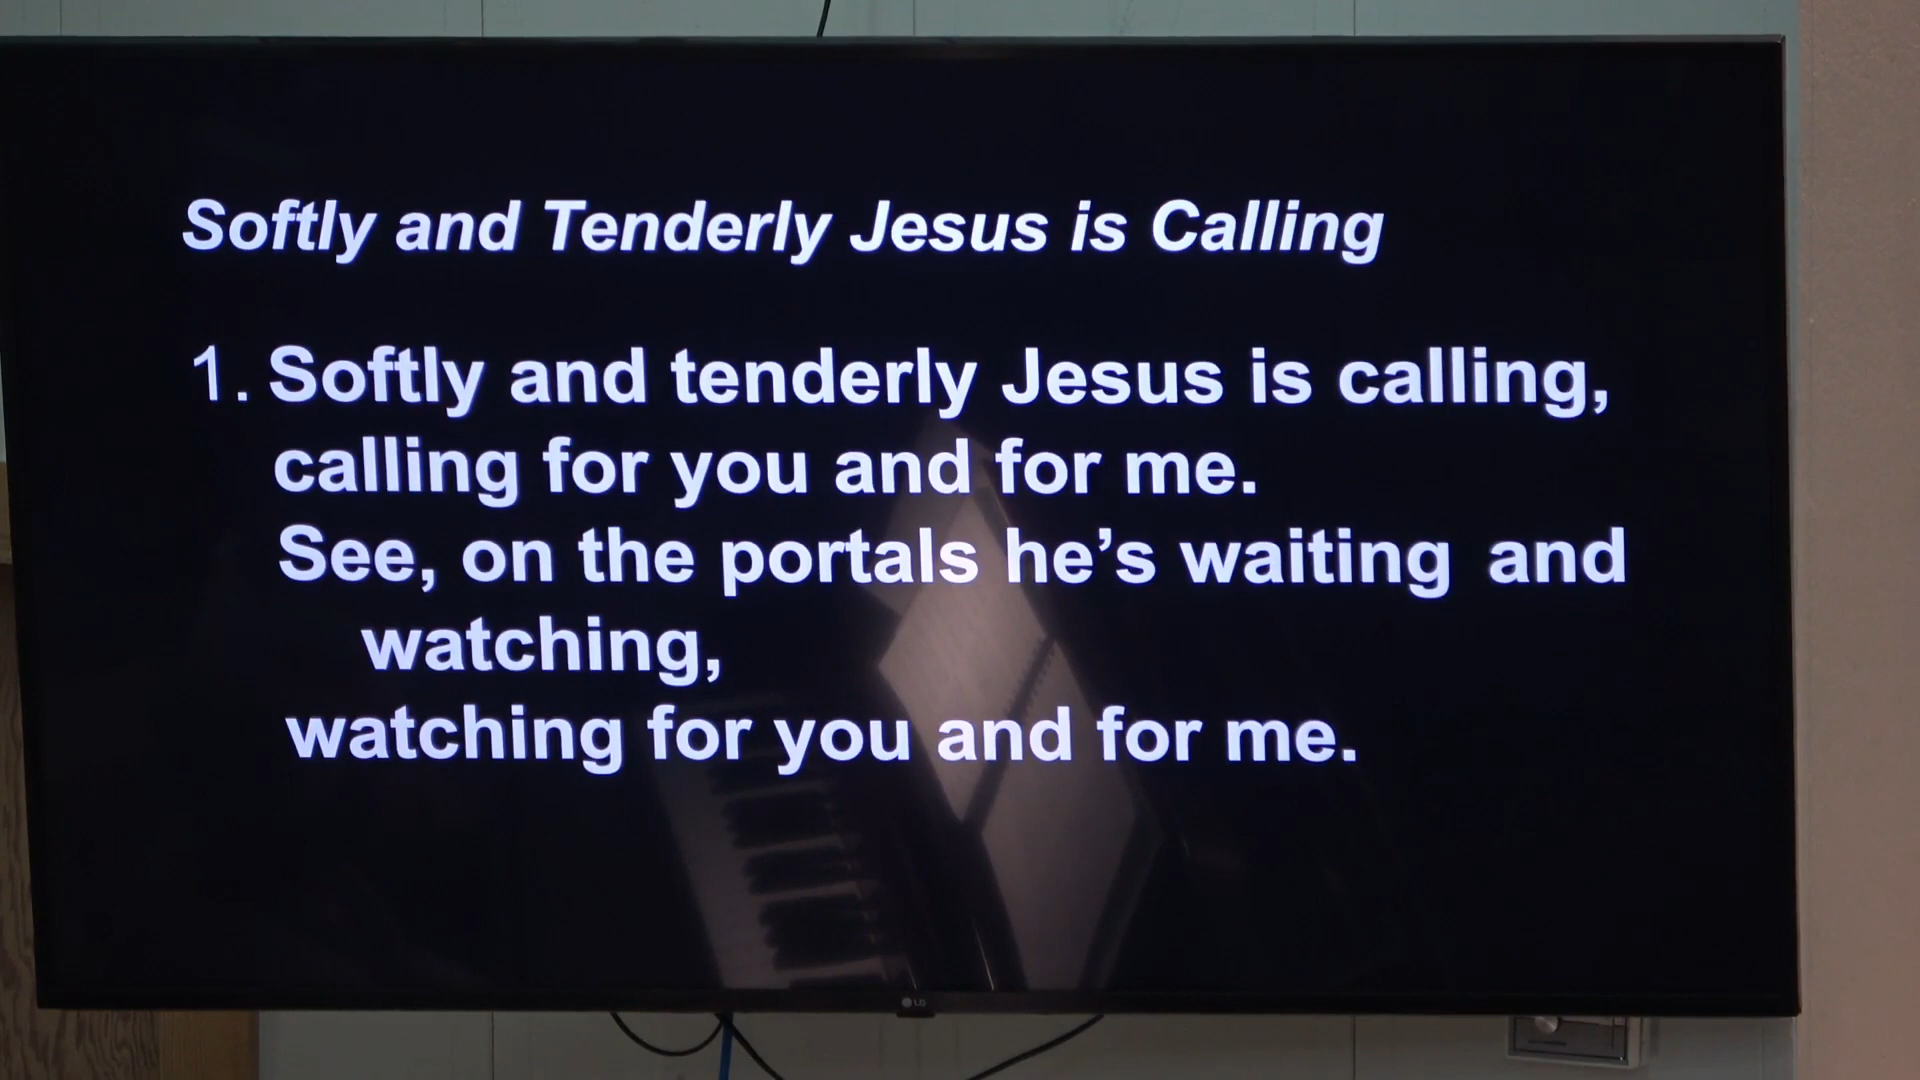 Softly and Tenderly Jesus is Calling
1. Softly and tenderly Jesus is calling,
calling for you and for me.
See, on the portals he’s waiting and
watching,
watching for you and for me.
LG